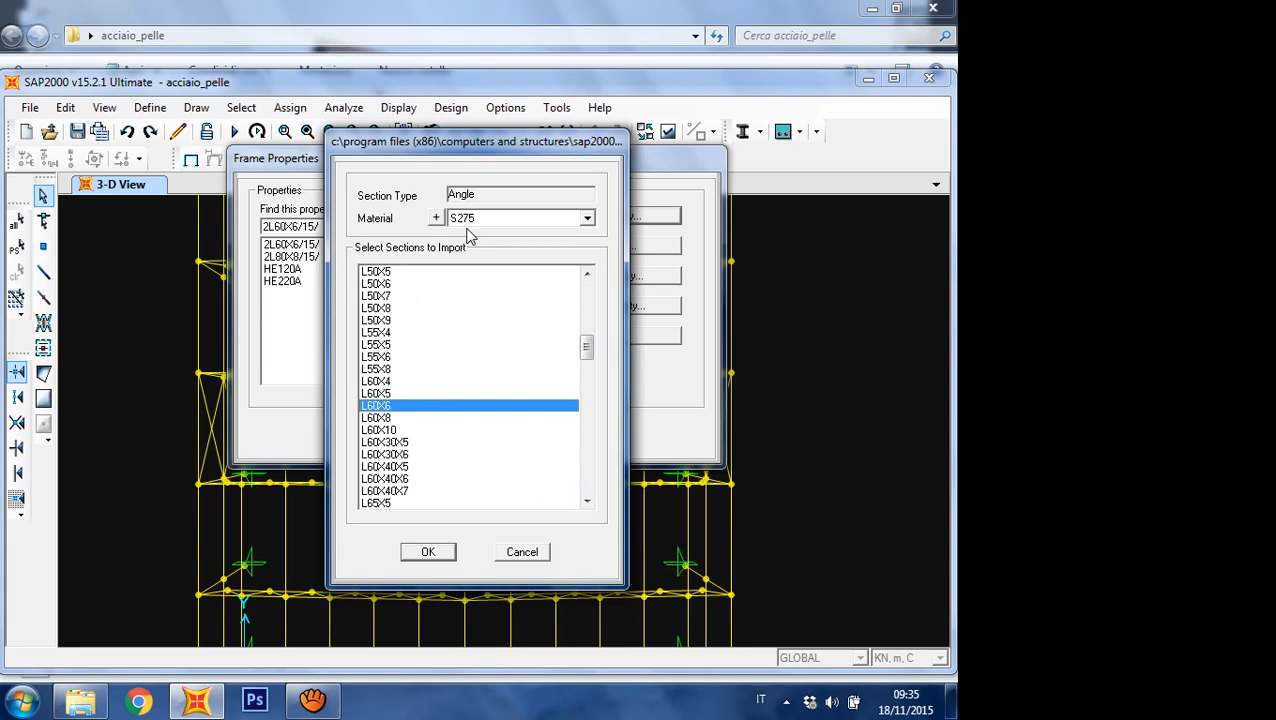 acciaio_pelle
Cerca acciaio_pelle
SAP2000 v15.2.1 Ultimate - acciaio_pelle
File Edit View Define Draw Select Assign Analyze Display Design Options Tools Help
c:\program files (x86)\computers and structures\sap2000...
Frame Properties
3-D View
Properties
Find this prope
2L60X6/15/
2L60X6/15/
2L80X8/15/
HE120A
HE220A
Section Type Angle
Material + S275
Select Sections to Import
L50X5
L50X6
L50X7
L50X8
L50X9
L55X4
L55X5
L55X6
L55X8
L60X4
L60X5
L60X6
L60X8
L60X10
L60X30X5
L60X30X6
L60X40X5
L60X40X6
L60X40X7
L65X5
OK Cancel
Y
GLOBAL KN, m, C
Ps
IT
09:35
18/11/2015